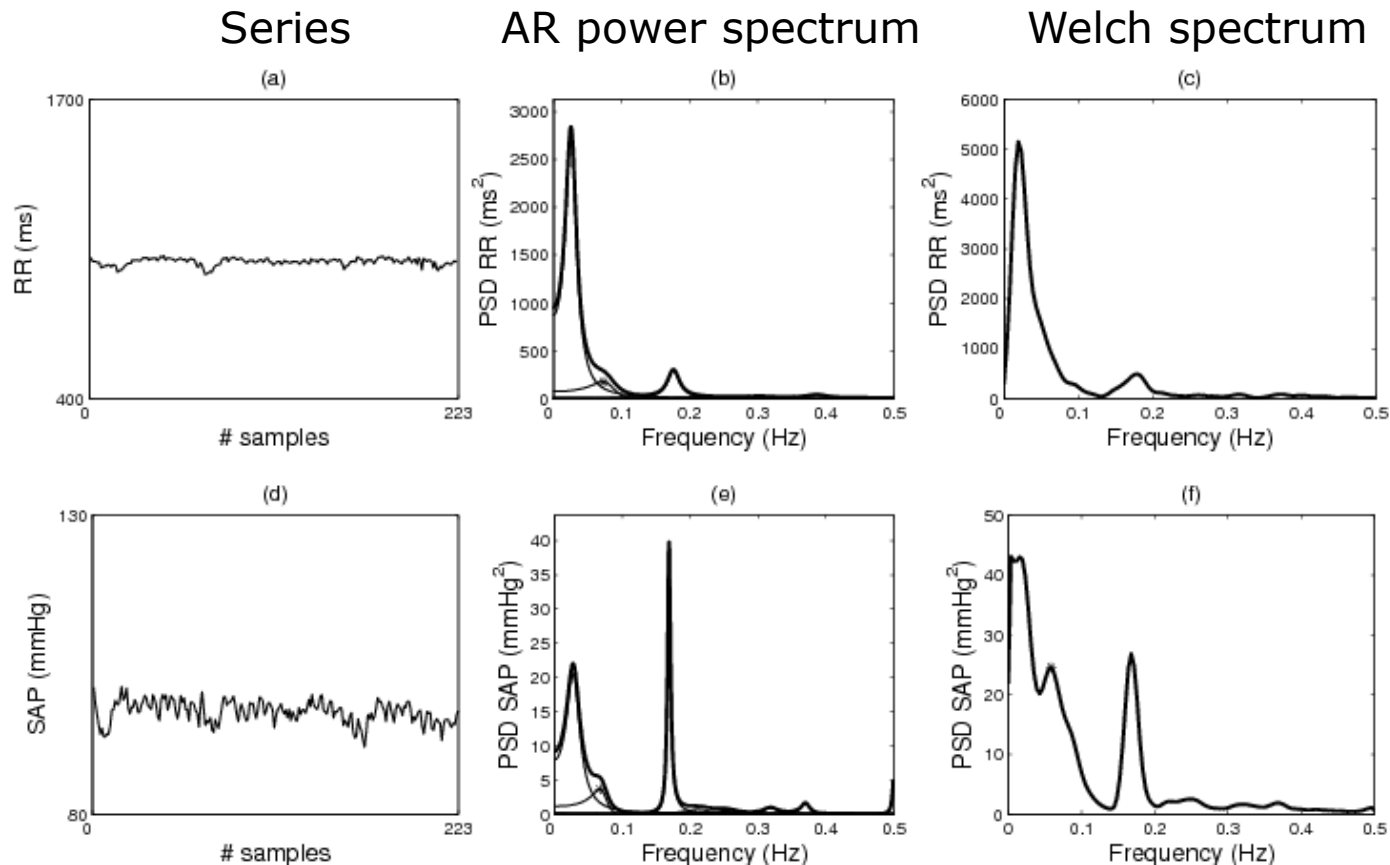 Series AR power spectrum Welch spectrum
(a)
1700
RR (ms)
400
0 223
# samples
(b)
3000
2500
2000
1500
1000
500
0
PSD RR (ms²)
0 0.1 0.2 0.3 0.4 0.5
Frequency (Hz)
(c)
6000
5000
4000
3000
2000
1000
0
PSD RR (ms²)
0 0.1 0.2 0.3 0.4 0.5
Frequency (Hz)
(d)
130
SAP (mmHg)
80
0 223
# samples
(e)
40
35
30
25
20
15
10
5
0
PSD SAP (mmHg²)
0 0.1 0.2 0.3 0.4 0.5
Frequency (Hz)
(f)
50
40
30
20
10
0
PSD SAP (mmHg²)
0 0.1 0.2 0.3 0.4 0.5
Frequency (Hz)